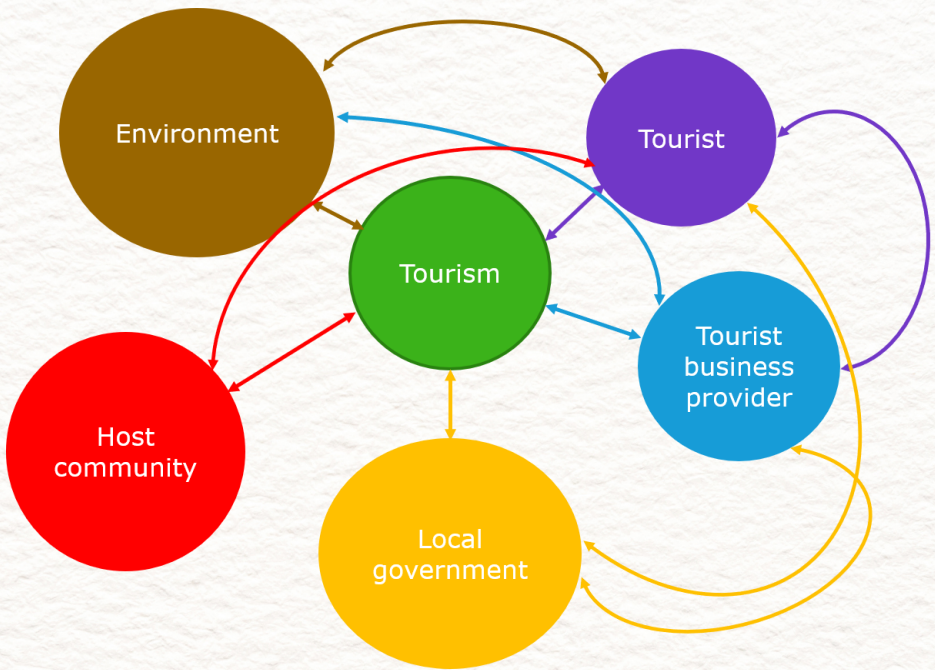 Environment
Tourist
Tourism
Tourist
business
provider
Host
community
Local
government